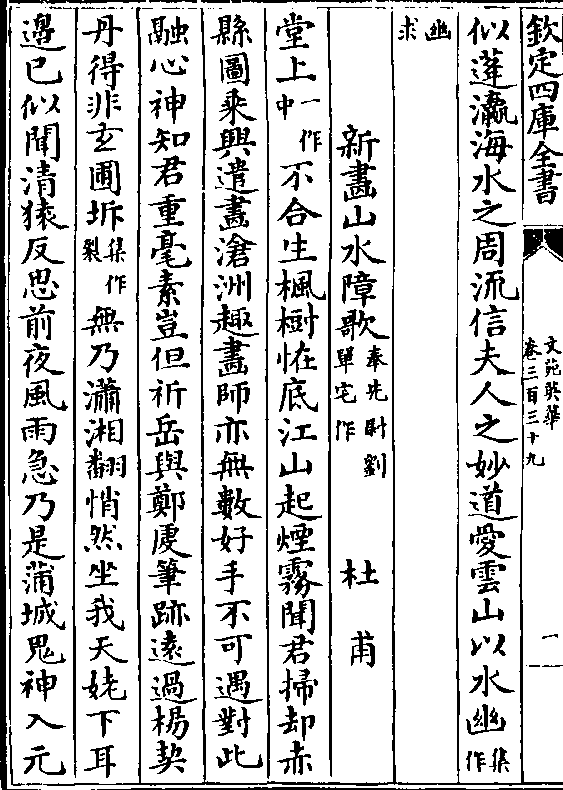 欽定四庫全書
文苑英華
卷三百三十九
一
似蓬瀛海水之周流信夫人之妙道愛雲山以水幽集作
幽求
新畫山水障歌奉先尉劉單宅作 杜甫
堂上一作中不合生楓樹恠底江山起煙霧聞君掃却赤
縣圖乘興遣畫滄洲趣畫師亦無數好手不可遇對此
融心神知君重毫素豈但祈岳與鄭䖍筆跡遠過楊契
丹得非玄圃坼集作裂無乃瀟湘翻悄然坐我天姥下耳
邊已似聞清猿反思前夜風雨急乃是蒲城鬼神入元